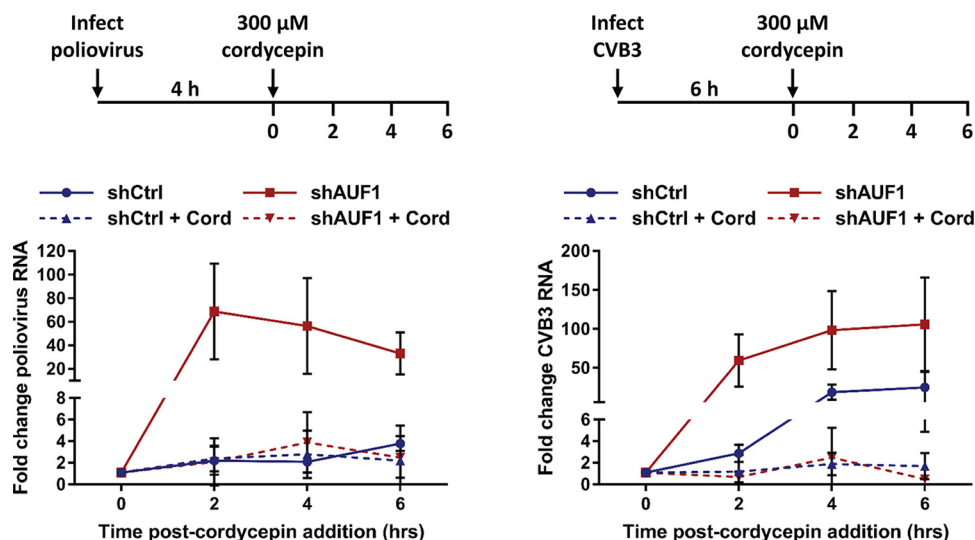 Infect
poliovirus
300 µM
cordycepin
4 h
0 2 4 6
shCtrl shAUF1
shCtrl + Cord shAUF1 + Cord
Fold change poliovirus RNA
120
100
80
60
40
20
8
6
4
2
0
0 2 4 6
Time post-cordycepin addition (hrs)
Infect
CVB3
300 µM
cordycepin
6 h
0 2 4 6
shCtrl shAUF1
shCtrl + Cord shAUF1 + Cord
Fold change CVB3 RNA
200
150
100
50
6
4
2
0
0 2 4 6
Time post-cordycepin addition (hrs)